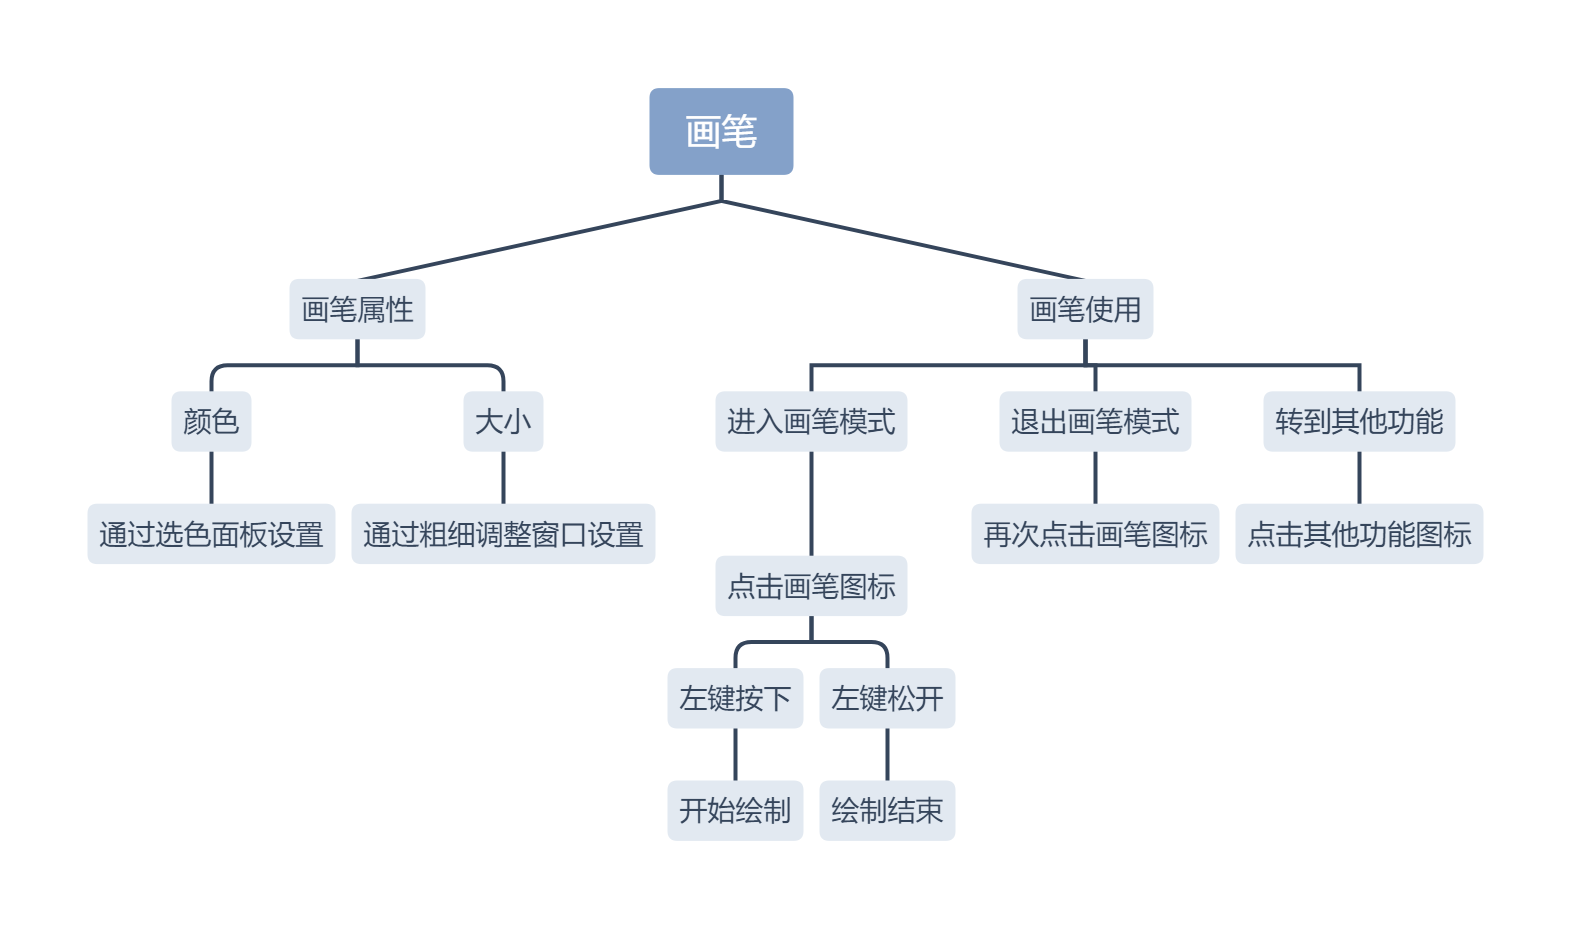 画笔
画笔属性
画笔使用
颜色
大小
进入画笔模式
退出画笔模式
转到其他功能
通过选色面板设置
通过粗细调整窗口设置
再次点击画笔图标
点击其他功能图标
点击画笔图标
左键按下
左键松开
开始绘制
绘制结束